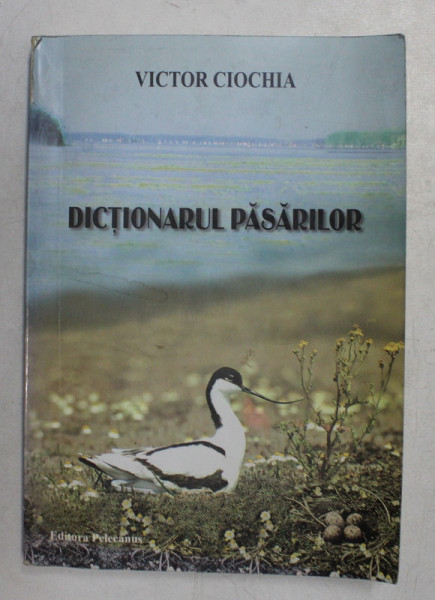 VICTOR CIOCHIA
DICȚIONARUL PĂSĂRILOR
Editura Pelecanus